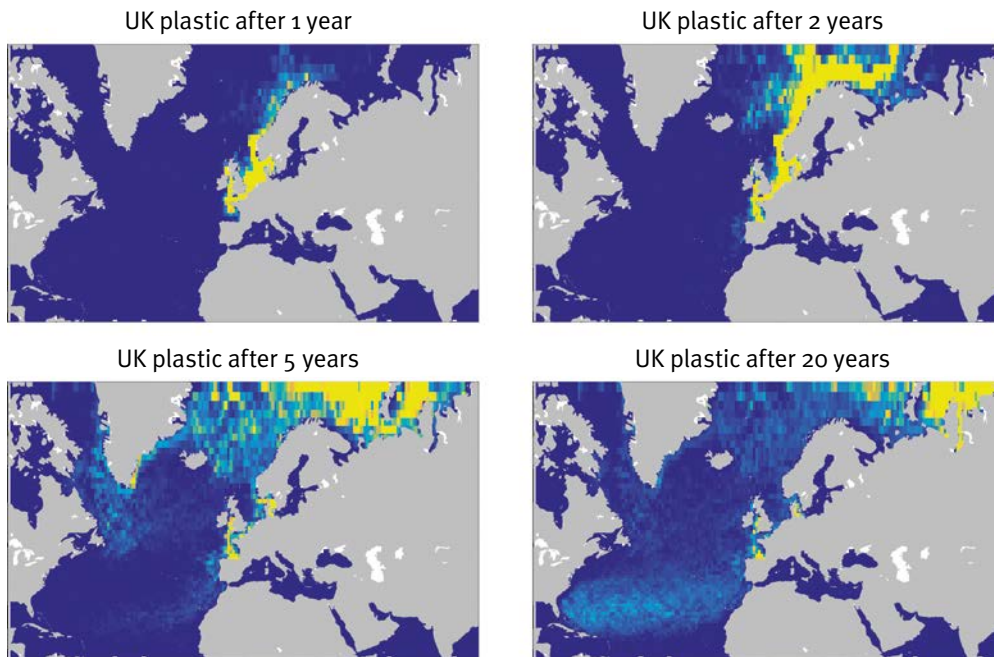 UK plastic after 1 year
UK plastic after 2 years
UK plastic after 5 years
UK plastic after 20 years